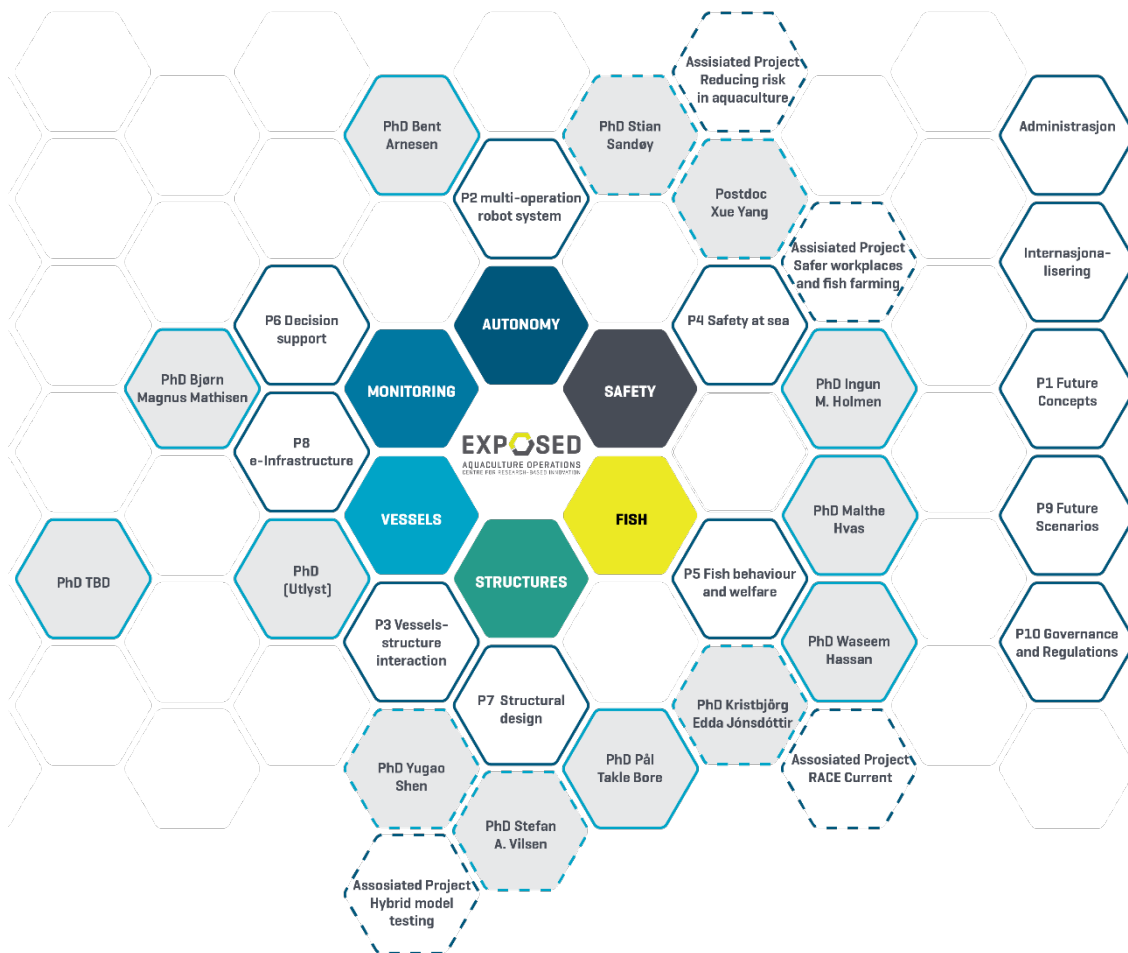 Assisiated Project
Reducing risk
in aquaculture
PhD Bent
Arnesen
PhD Stian
Sandøy
Administrasjon
P2 multi-operation
robot system
Postdoc
Xue Yang
Assisiated Project
Safer workplaces
and fish farming
Internasjona-
lisering
P6 Decision
support
AUTONOMY
P4 Safety at sea
PhD Bjørn
Magnus Mathisen
MONITORING
SAFETY
PhD Ingun
M. Holmen
P1 Future
Concepts
P8
e-Infrastructure
EXPOSED
AQUACULTURE OPERATIONS
CENTRE FOR RESEARCH-BASED INNOVATION
VESSELS
FISH
PhD Malthe
Hvas
P9 Future
Scenarios
PhD TBD
PhD
(Utlyst)
STRUCTURES
P5 Fish behaviour
and welfare
P3 Vessels-
structure
interaction
PhD Waseem
Hassan
P10 Governance
and Regulations
P7 Structural
design
PhD Kristbjörg
Edda Jónsdóttir
PhD Yugao
Shen
PhD Pål
Takle Bore
Assosiated Project
RACE Current
PhD Stefan
A. Vilsen
Assosiated Project
Hybrid model
testing